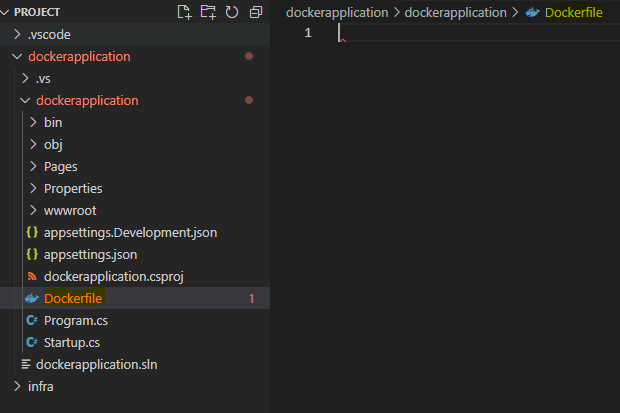 PROJECT
.vscode
dockerapplication
.vs
dockerapplication
bin
obj
Pages
Properties
wwwroot
{} appsettings.Development.json
{} appsettings.json
dockerapplication.csproj
Dockerfile 1
C# Program.cs
C# Startup.cs
dockerapplication.sln
infra
dockerapplication > dockerapplication > Dockerfile
1